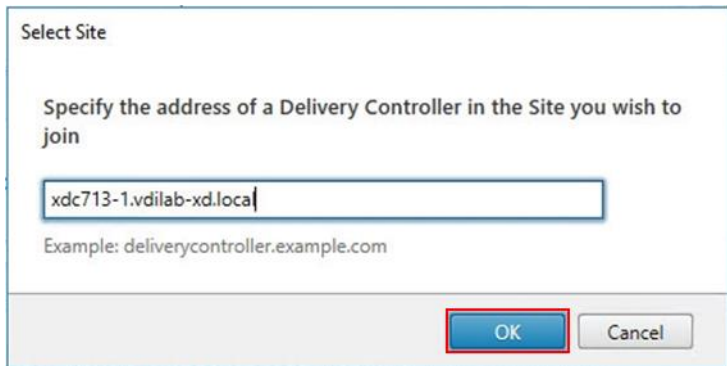 Select Site
Specify the address of a Delivery Controller in the Site you wish to
join
xdc713-1.vdilab-xd.local
Example: deliverycontroller.example.com
OK
Cancel